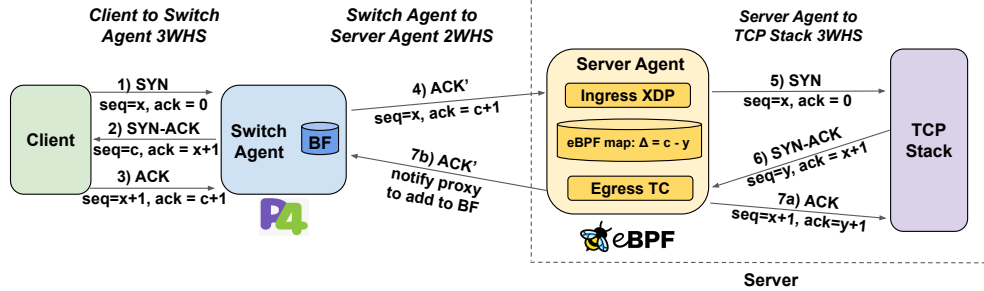 Client to Switch
Agent 3WHS
Switch Agent to
Server Agent 2WHS
Server Agent to
TCP Stack 3WHS
Client
1) SYN
seq=x, ack = 0
2) SYN-ACK
seq=c, ack = x+1
3) ACK
seq=x+1, ack = c+1
Switch
Agent
BF
P4
4) ACK'
seq=x, ack = c+1
7b) ACK'
notify proxy
to add to BF
Server Agent
Ingress XDP
eBPF map: Δ = c - y
Egress TC
eBPF
5) SYN
seq=x, ack = 0
6) SYN-ACK
seq=y, ack = x+1
7a) ACK
seq=x+1, ack=y+1
TCP
Stack
Server